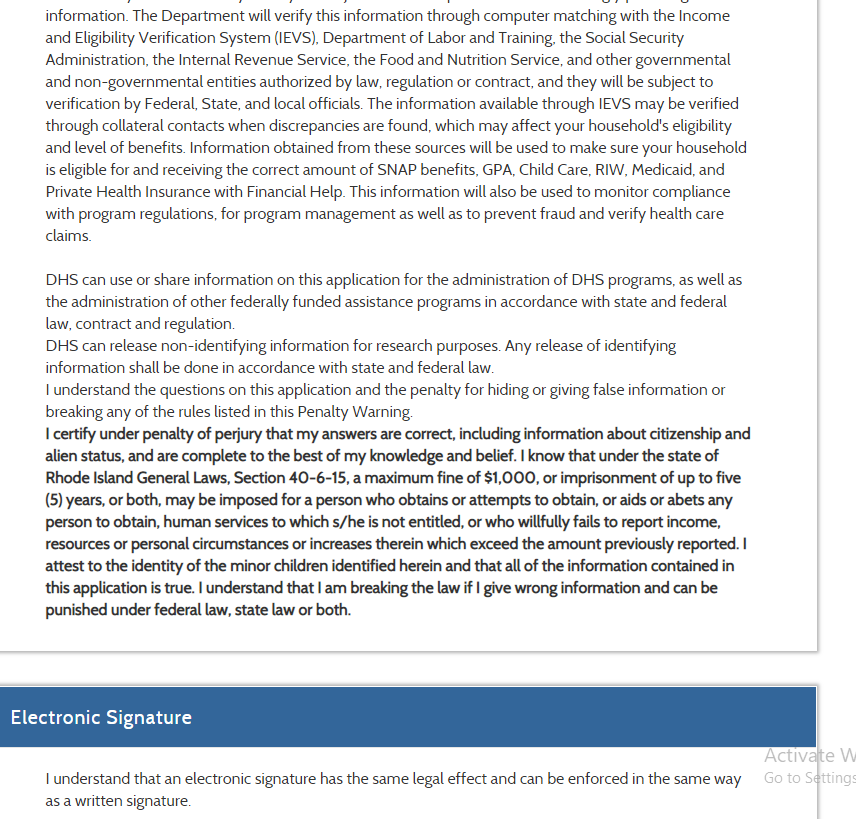 information. The Department will verify this information through computer matching with the Income
and Eligibility Verification System (IEVS), Department of Labor and Training, the Social Security
Administration, the Internal Revenue Service, the Food and Nutrition Service, and other governmental
and non-governmental entities authorized by law, regulation or contract, and they will be subject to
verification by Federal, State, and local officials. The information available through IEVS may be verified
through collateral contacts when discrepancies are found, which may affect your household's eligibility
and level of benefits. Information obtained from these sources will be used to make sure your household
is eligible for and receiving the correct amount of SNAP benefits, GPA, Child Care, RIW, Medicaid, and
Private Health Insurance with Financial Help. This information will also be used to monitor compliance
with program regulations, for program management as well as to prevent fraud and verify health care
claims.
DHS can use or share information on this application for the administration of DHS programs, as well as
the administration of other federally funded assistance programs in accordance with state and federal
law, contract and regulation.
DHS can release non-identifying information for research purposes. Any release of identifying
information shall be done in accordance with state and federal law.
I understand the questions on this application and the penalty for hiding or giving false information or
breaking any of the rules listed in this Penalty Warning.
I certify under penalty of perjury that my answers are correct, including information about citizenship and
alien status, and are complete to the best of my knowledge and belief. I know that under the state of
Rhode Island General Laws, Section 40-6-15, a maximum fine of $1,000, or imprisonment of up to five
(5) years, or both, may be imposed for a person who obtains or attempts to obtain, or aids or abets any
person to obtain, human services to which s/he is not entitled, or who willfully fails to report income,
resources or personal circumstances or increases therein which exceed the amount previously reported. I
attest to the identity of the minor children identified herein and that all of the information contained in
this application is true. I understand that I am breaking the law if I give wrong information and can be
punished under federal law, state law or both.
Electronic Signature
Activate W
I understand that an electronic signature has the same legal effect and can be enforced in the same way
Go to Settings
as a written signature.